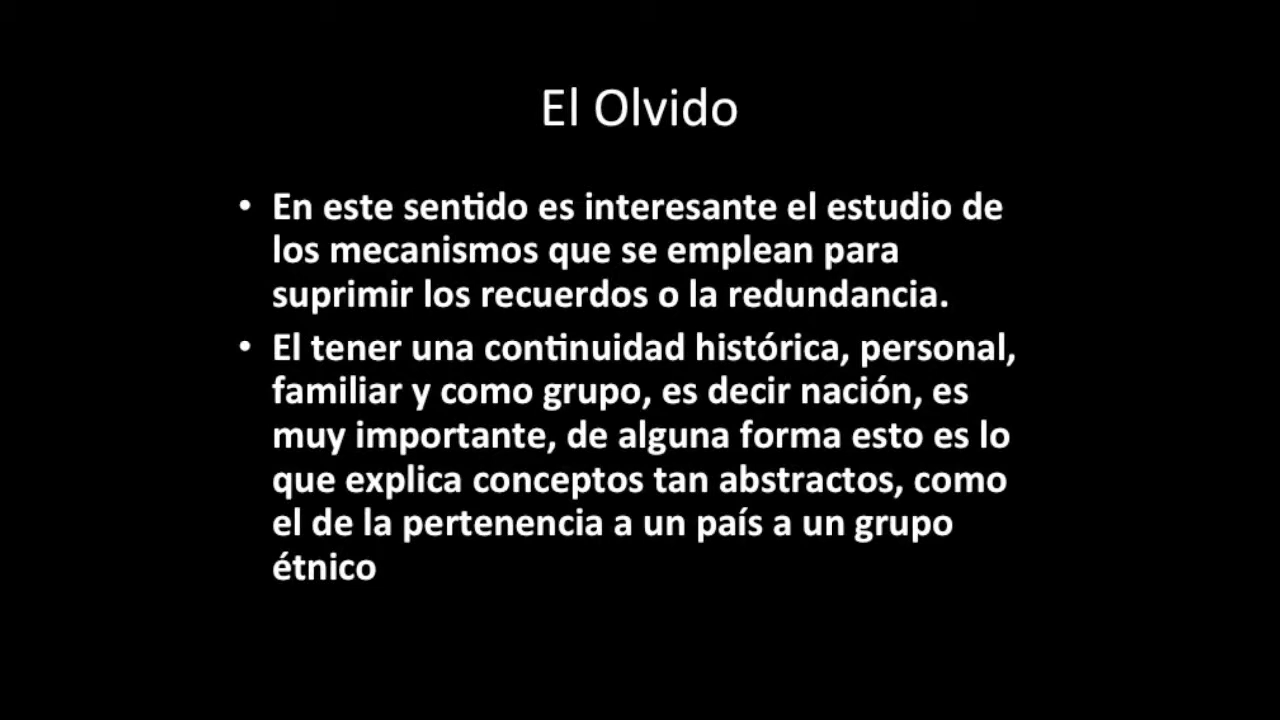 El Olvido
• En este sentido es interesante el estudio de
los mecanismos que se emplean para
suprimir los recuerdos o la redundancia.
• El tener una continuidad histórica, personal,
familiar y como grupo, es decir nación, es
muy importante, de alguna forma esto es lo
que explica conceptos tan abstractos, como
el de la pertenencia a un país a un grupo
étnico